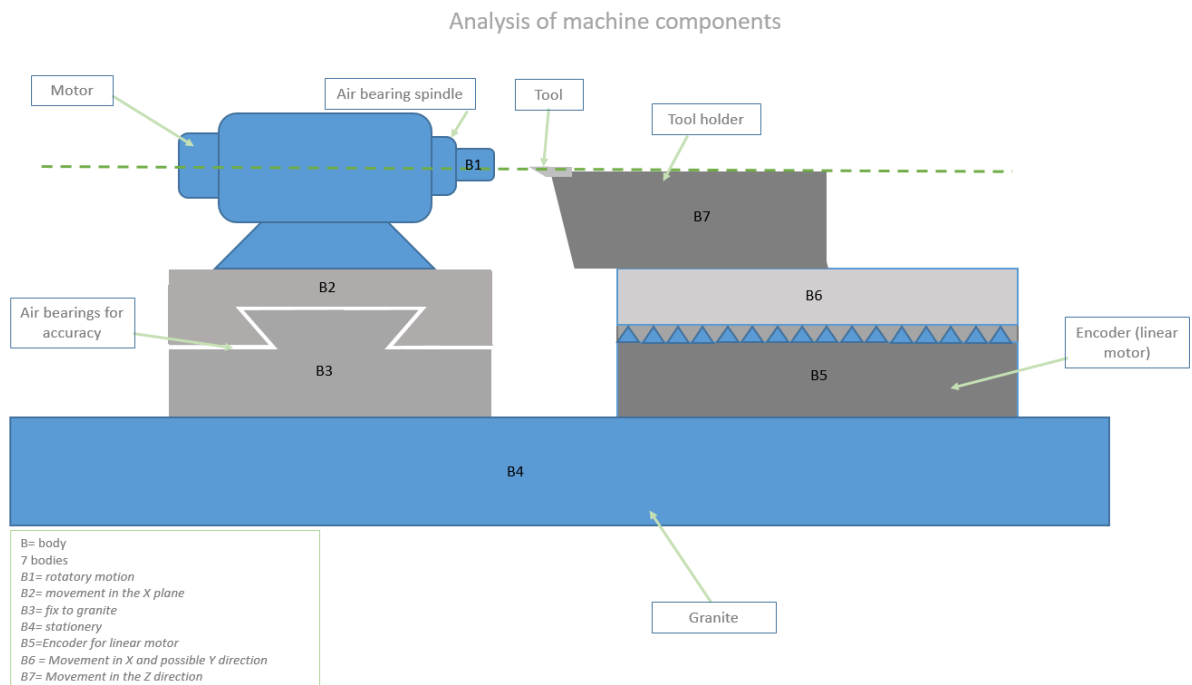 Analysis of machine components
Motor
Air bearing spindle
Tool
Tool holder
B1
B7
B2
B6
Air bearings for
accuracy
Encoder (linear
motor)
B3
B5
B4
B= body
7 bodies
B1= rotatory motion
B2= movement in the X plane
B3= fix to granite
B4= stationery
B5=Encoder for linear motor
B6 = Movement in X and possible Y direction
B7= Movement in the Z direction
Granite